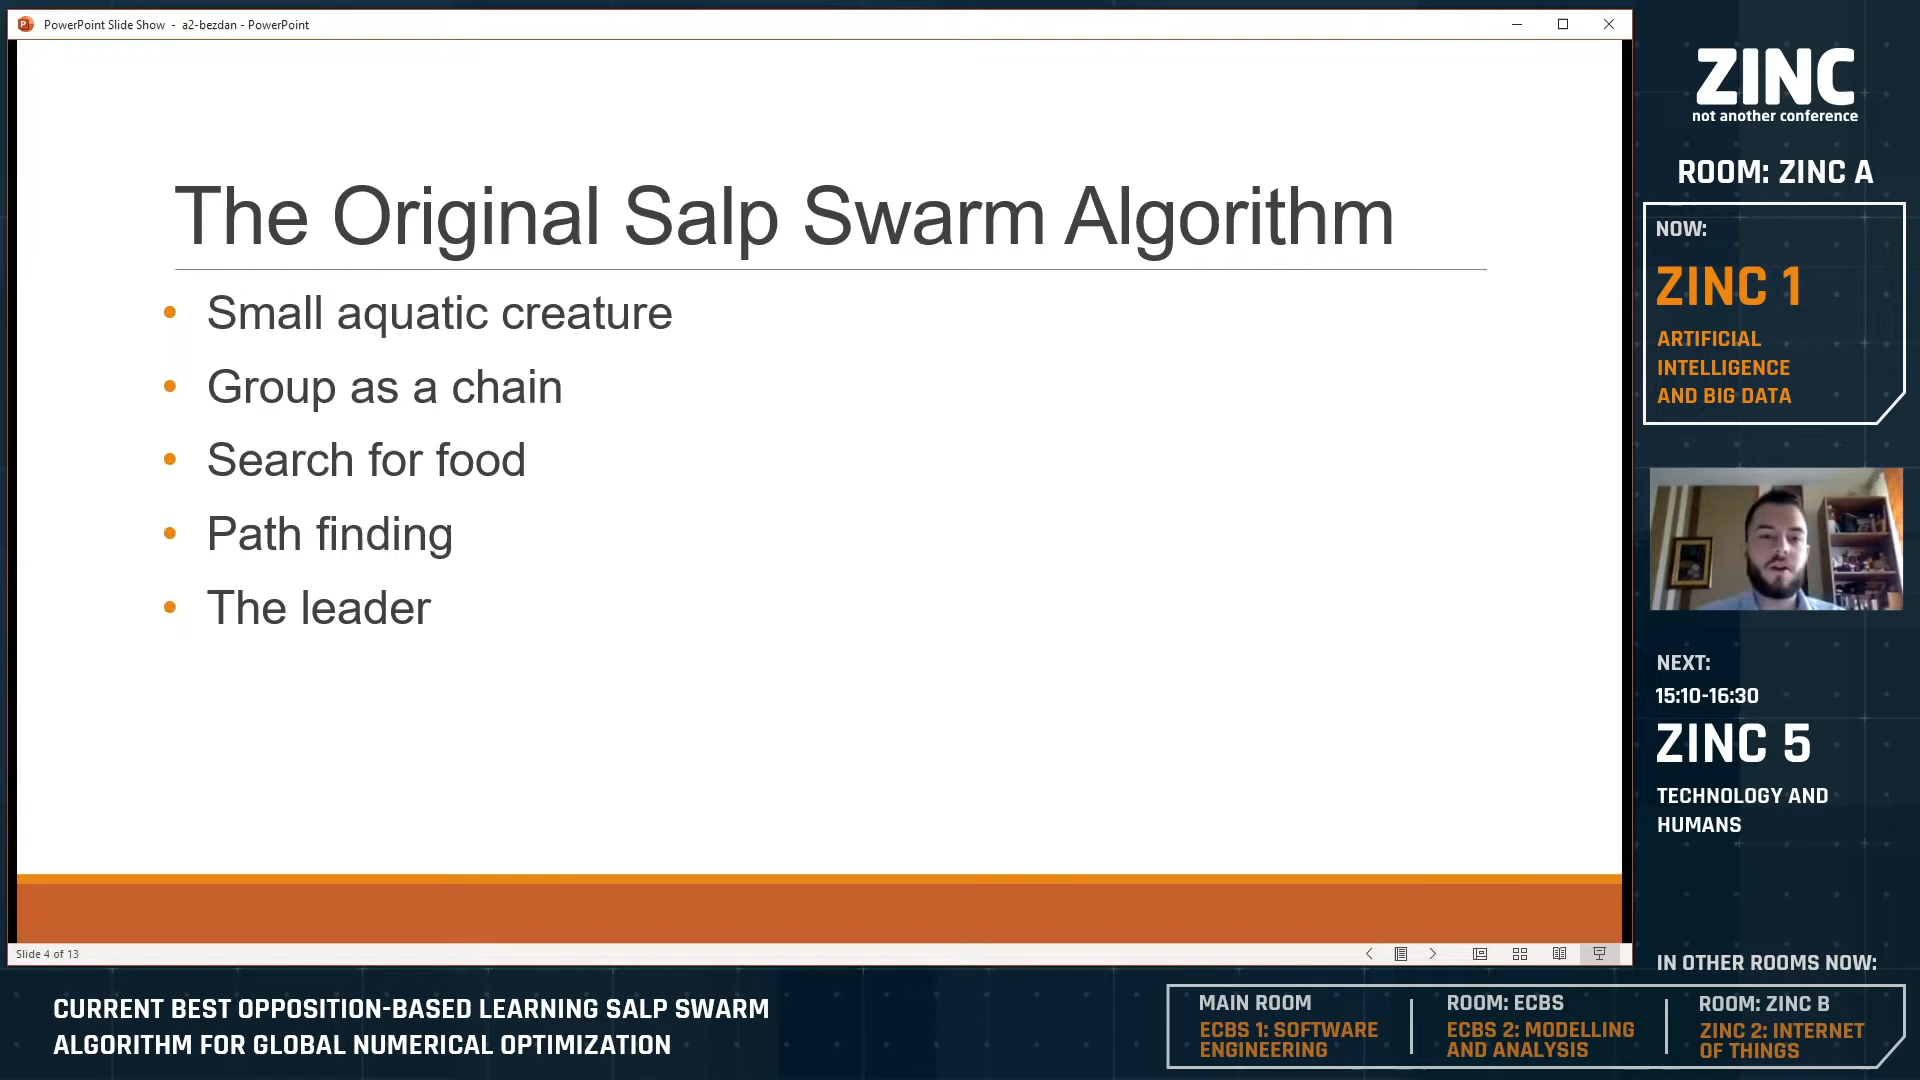 PowerPoint Slide Show - a2-bezdan - PowerPoint
The Original Salp Swarm Algorithm
• Small aquatic creature
• Group as a chain
• Search for food
• Path finding
• The leader
Slide 4 of 13
ZINC
not another conference
ROOM: ZINC A
NOW:
ZINC 1
ARTIFICIAL
INTELLIGENCE
AND BIG DATA
NEXT:
15:10-16:30
ZINC 5
TECHNOLOGY AND
HUMANS
IN OTHER ROOMS NOW:
CURRENT BEST OPPOSITION-BASED LEARNING SALP SWARM
ALGORITHM FOR GLOBAL NUMERICAL OPTIMIZATION
MAIN ROOM
ECBS 1: SOFTWARE
ENGINEERING
ROOM: ECBS
ECBS 2: MODELLING
AND ANALYSIS
ROOM: ZINC B
ZINC 2: INTERNET
OF THINGS